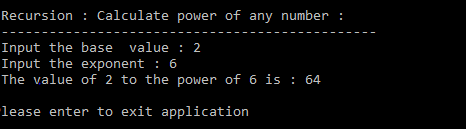 Recursion : Calculate power of any number :
-----------------------------------------------
Input the base  value : 2
Input the exponent : 6
The value of 2 to the power of 6 is : 64
Please enter to exit application